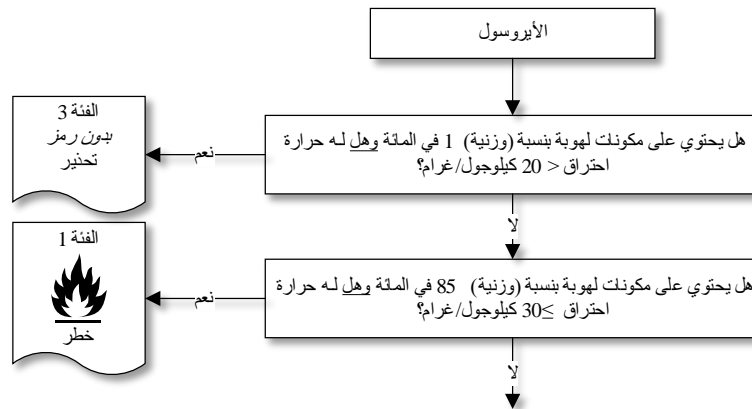 الأيروسول
هل يحتوي على مكونات لهوبة بنسبة (وزنية) 1 في المائة وهل له حرارة
احتراق < 20 كيلوجول/غرام؟
نعم
الفئة 3
بدون رمز
تحذير
لا
هل يحتوي على مكونات لهوبة بنسبة (وزنية) 85 في المائة وهل له حرارة
احتراق ≥30 كيلوجول/غرام؟
نعم
الفئة 1
خطر
لا